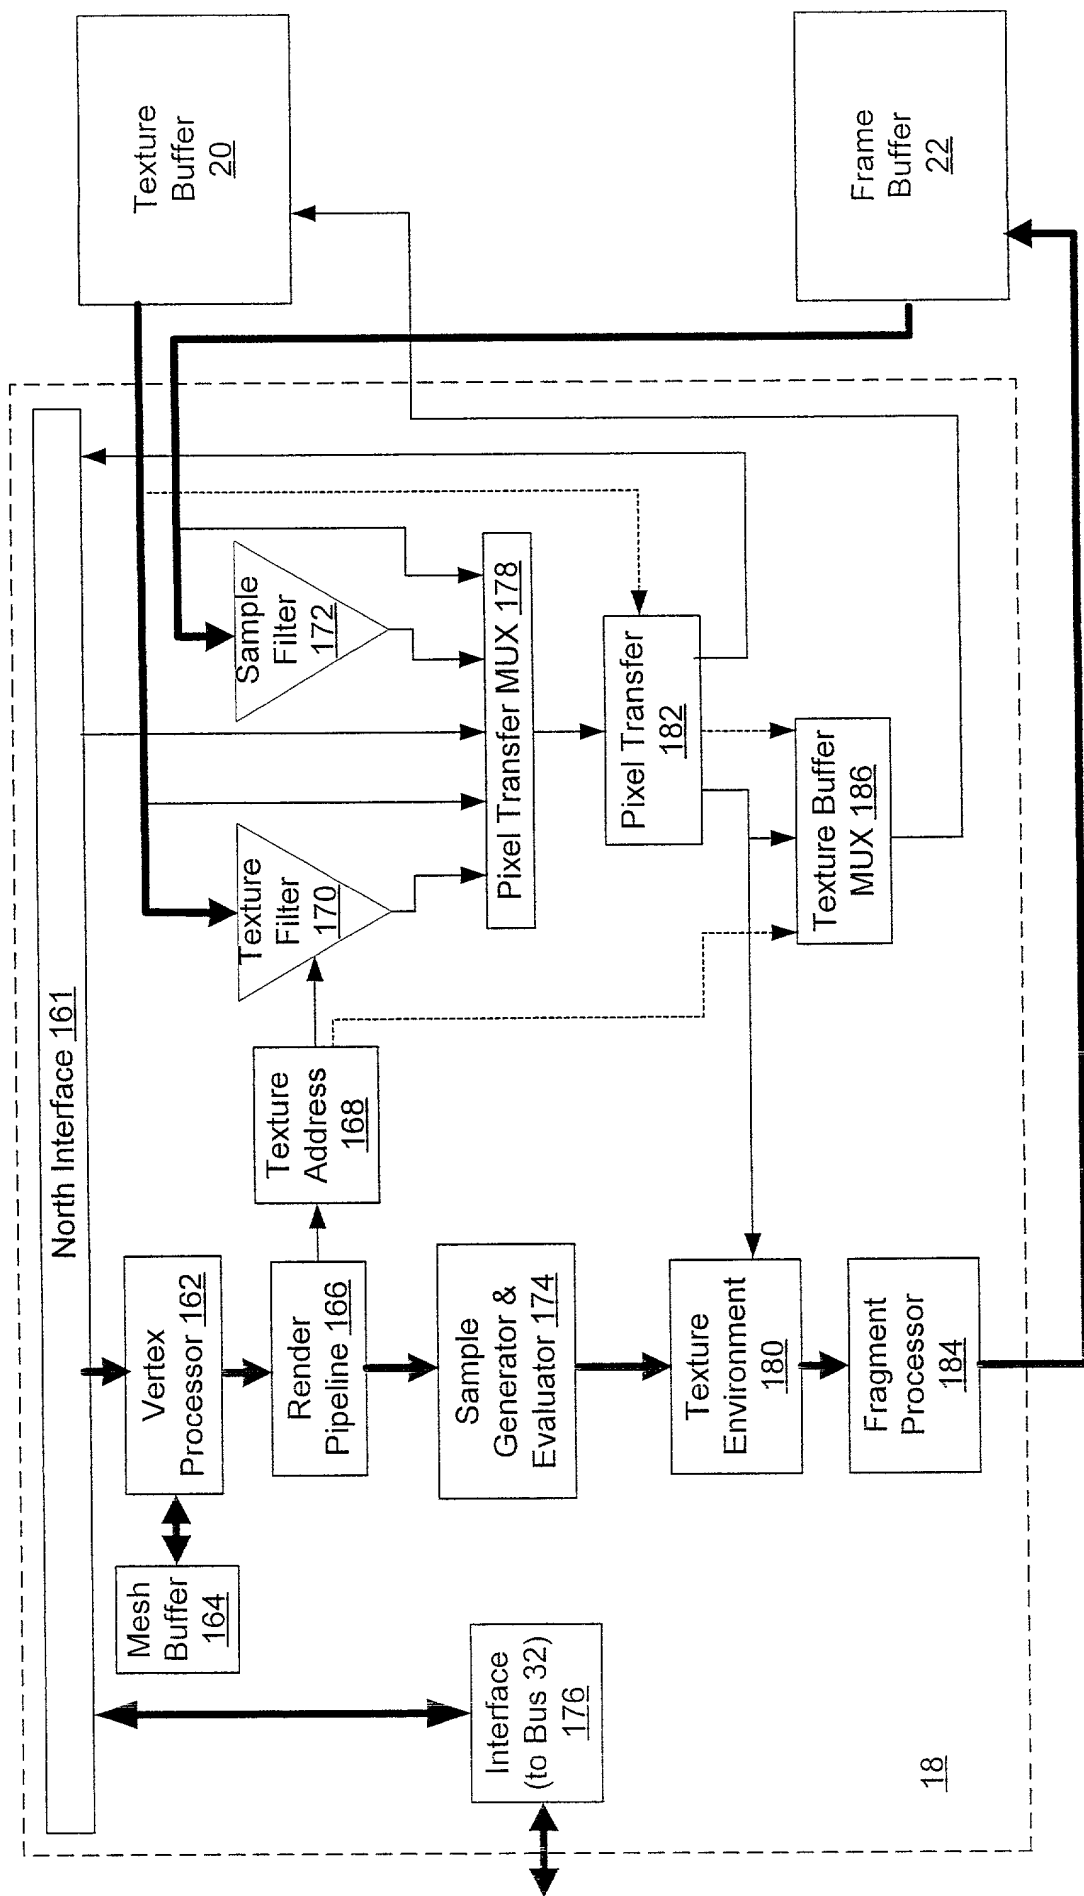 North Interface 161
Mesh
Buffer
164
Vertex
Processor 162
Interface
(to Bus 32)
176
Render
Pipeline 166
Sample
Generator &
Evaluator 174
Texture
Environment
180
Fragment
Processor
184
18
Texture
Address
168
Texture
Filter
170
Sample
Filter
172
Pixel Transfer MUX 178
Pixel Transfer
182
Texture Buffer
MUX 186
Texture
Buffer
20
Frame
Buffer
22